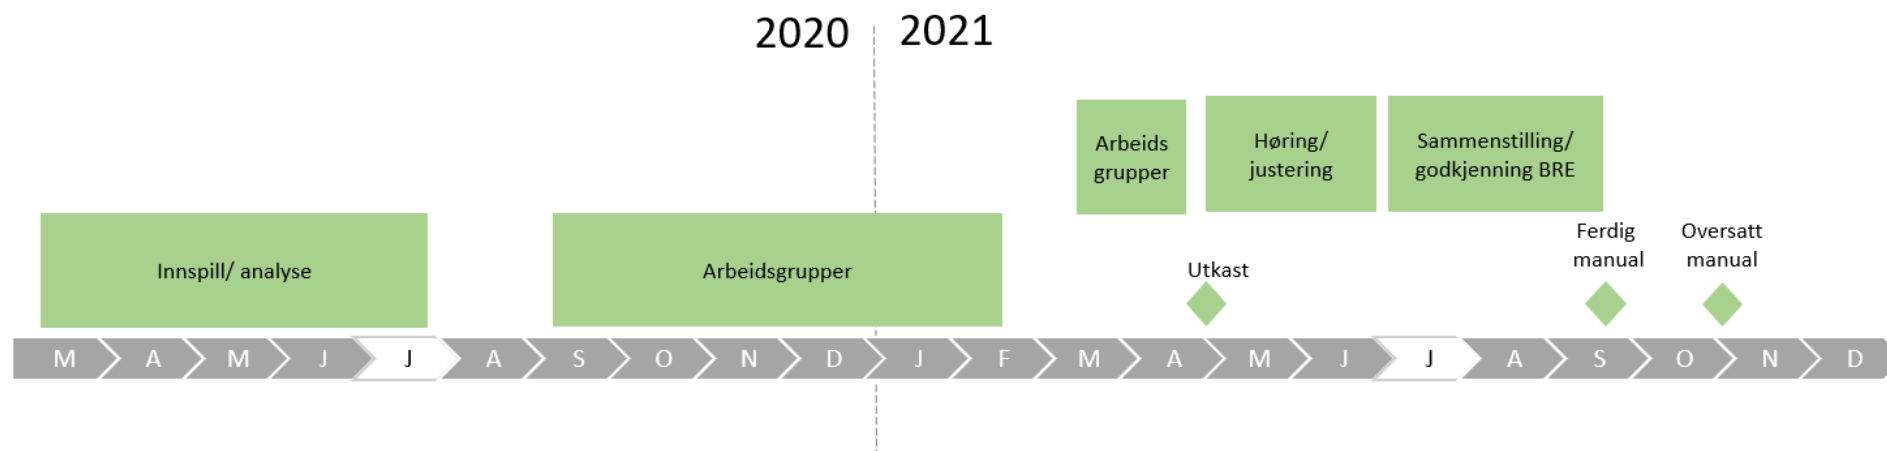 2020 2021
Arbeids
grupper
Høring/
justering
Sammenstilling/
godkjenning BRE
Innspill/ analyse
Arbeidsgrupper
Utkast
Ferdig
manual
Oversatt
manual
M A M J J A S O N D J F M A M J J A S O N D